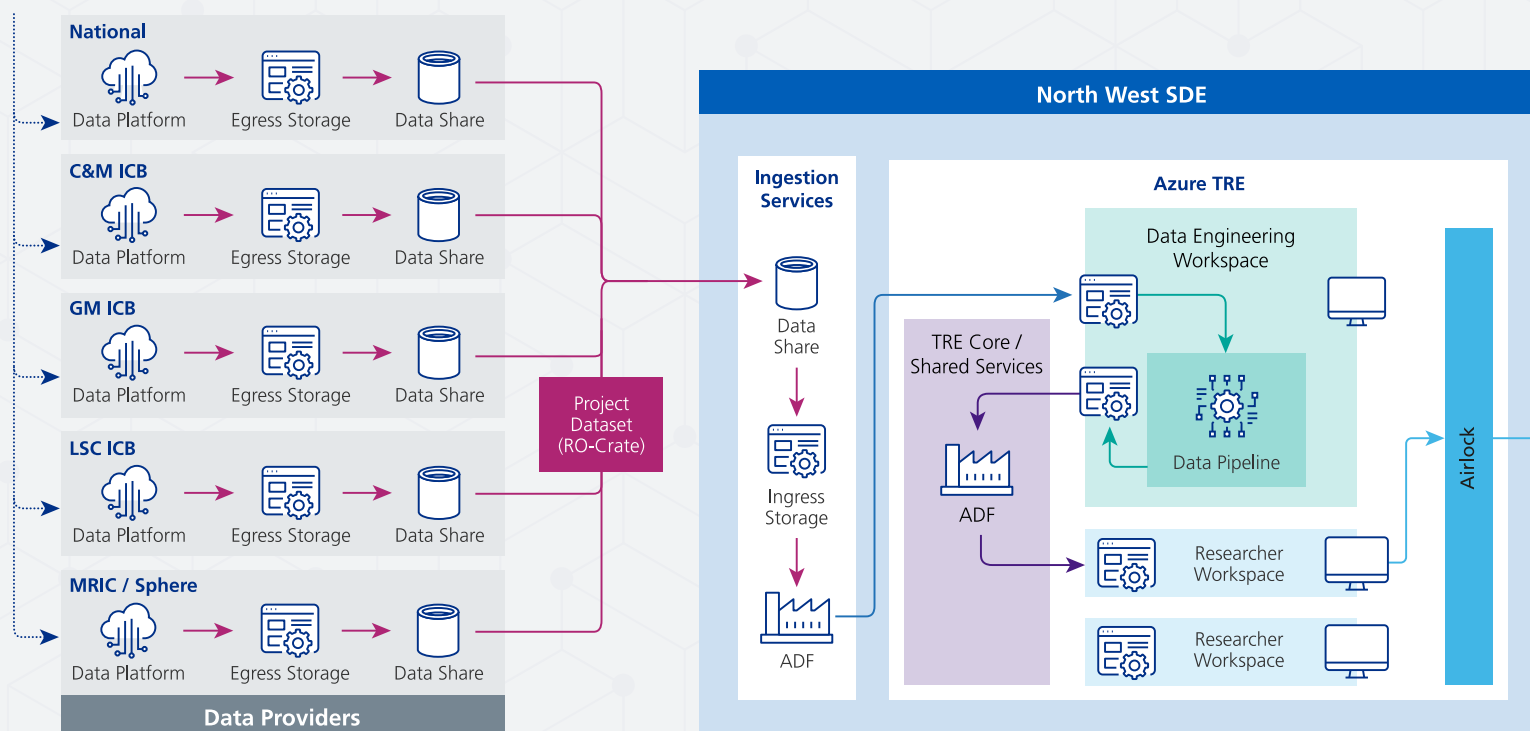 National
Data Platform
Egress Storage
Data Share
C&M ICB
Data Platform
Egress Storage
Data Share
GM ICB
Data Platform
Egress Storage
Data Share
LSC ICB
Data Platform
Egress Storage
Data Share
MRIC / Sphere
Data Platform
Egress Storage
Data Share
Data Providers
Project
Dataset
(RO-Crate)
North West SDE
Ingestion
Services
Data
Share
Ingress
Storage
ADF
Azure TRE
TRE Core /
Shared Services
ADF
Data Engineering
Workspace
Data Pipeline
Researcher
Workspace
Researcher
Workspace
Airlock